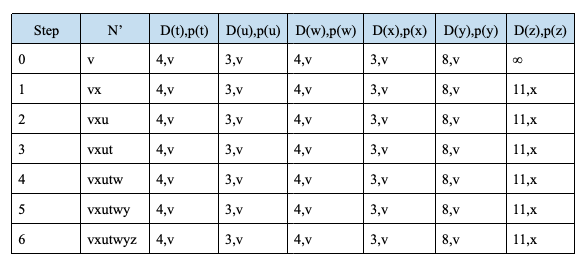 Step N’ D(t),p(t) D(u),p(u) D(w),p(w) D(x),p(x) D(y),p(y) D(z),p(z)
0 v 4,v 3,v 4,v 3,v 8,v ∞
1 vx 4,v 3,v 4,v 3,v 8,v 11,x
2 vxu 4,v 3,v 4,v 3,v 8,v 11,x
3 vxut 4,v 3,v 4,v 3,v 8,v 11,x
4 vxutw 4,v 3,v 4,v 3,v 8,v 11,x
5 vxutwy 4,v 3,v 4,v 3,v 8,v 11,x
6 vxutwyz 4,v 3,v 4,v 3,v 8,v 11,x